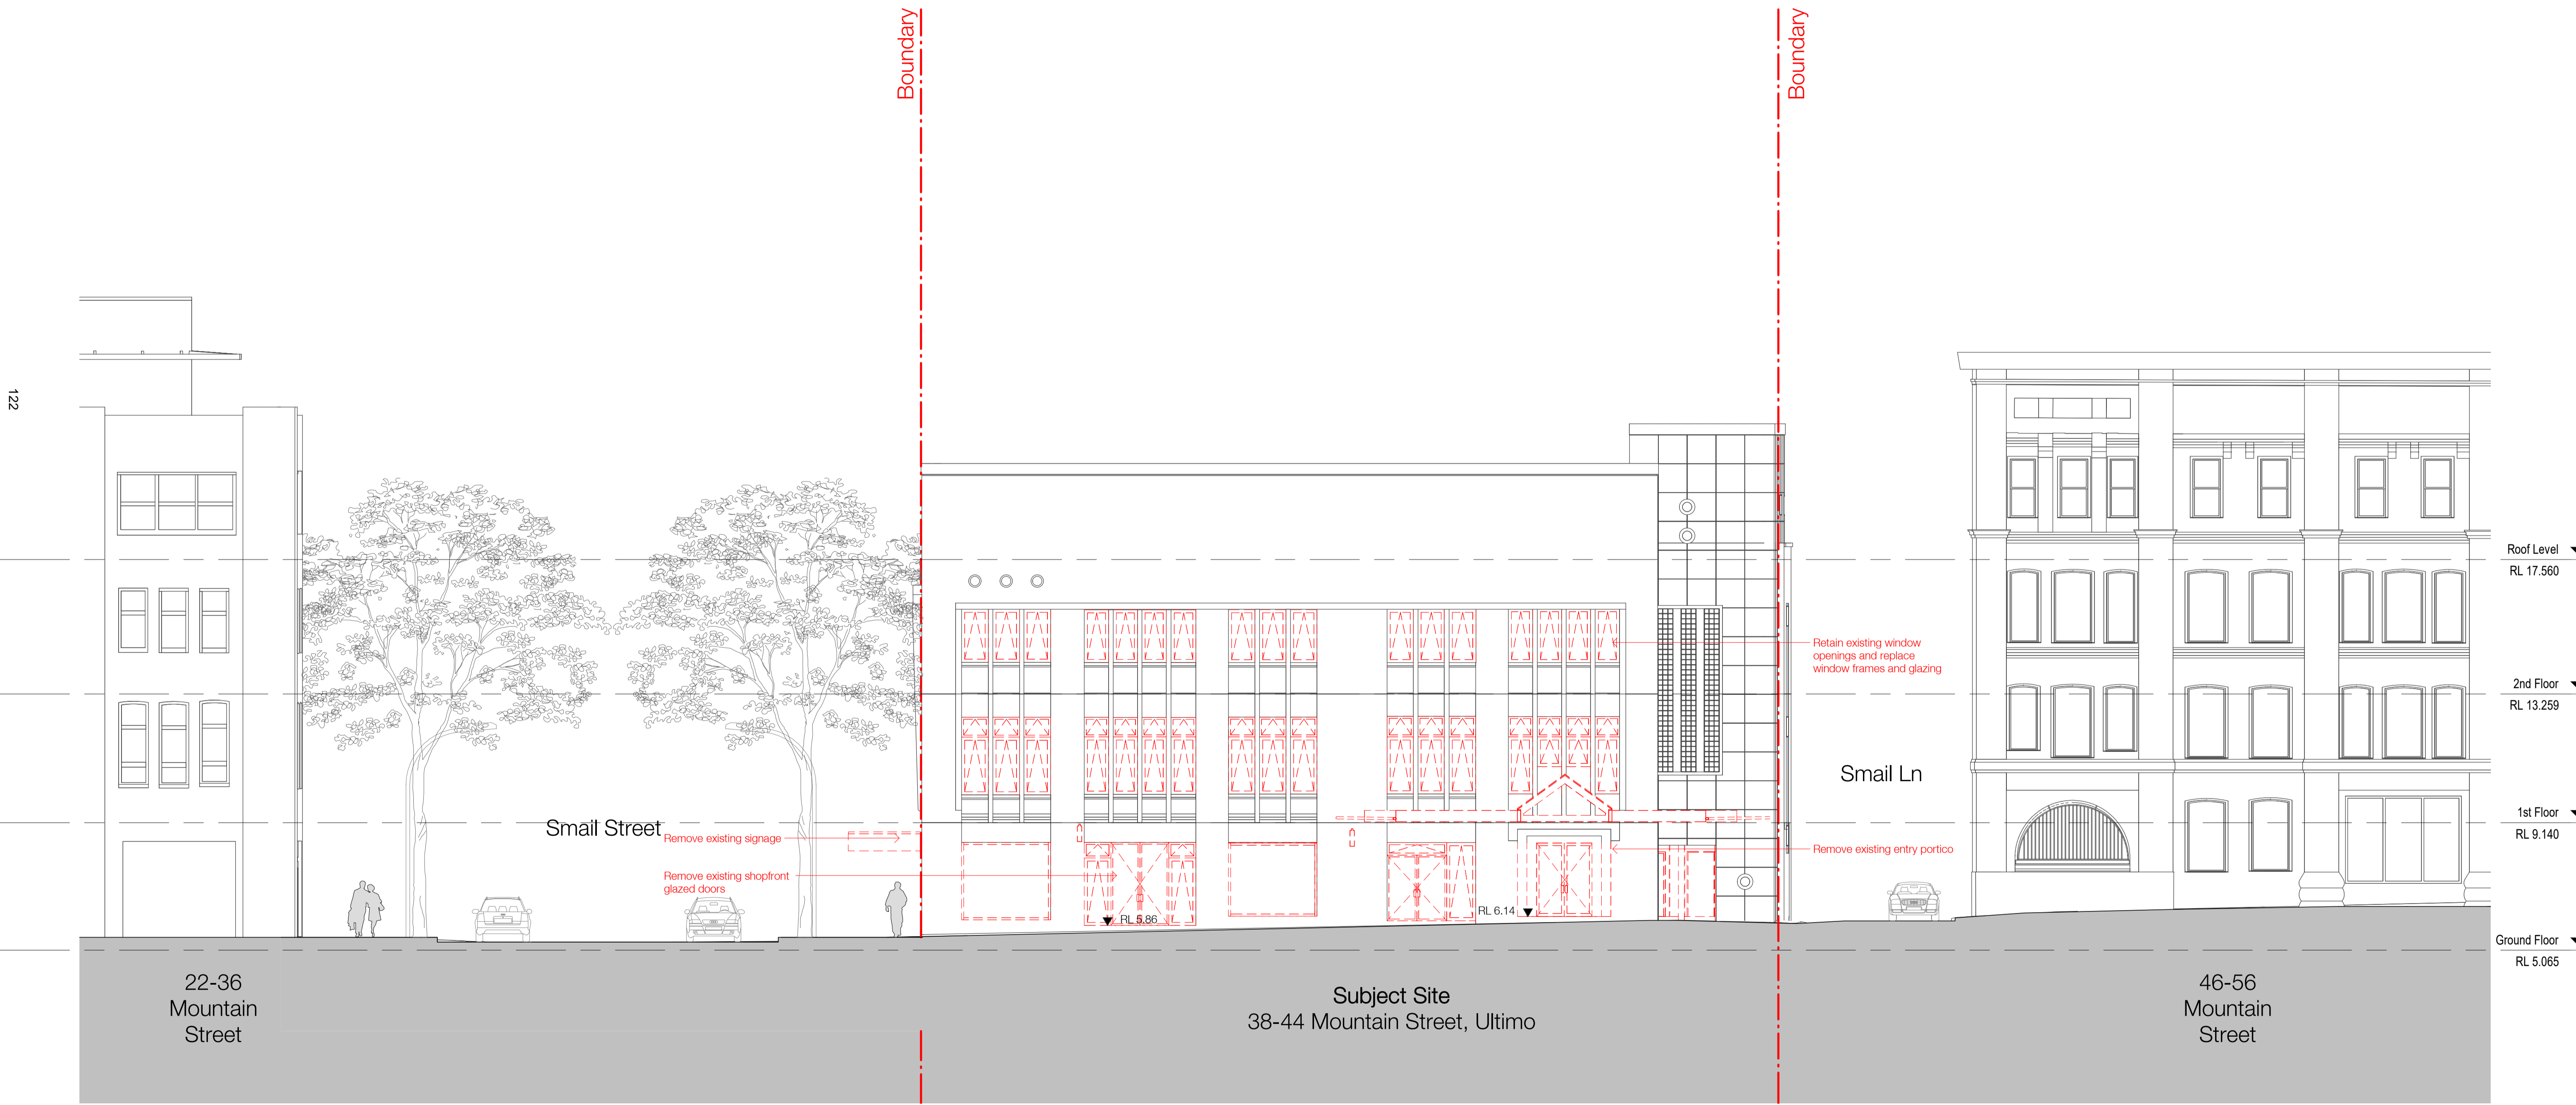 Boundary
Boundary
122
Roof Level
RL 17.560
Retain existing window
openings and replace
window frames and glazing
2nd Floor
RL 13.259
Smail Ln
1st Floor
RL 9.140
Smail Street
Remove existing signage
Remove existing entry portico
Remove existing shopfront
glazed doors
RL 5.86
RL 6.14
Ground Floor
RL 5.065
22-36
Mountain
Street
Subject Site
38-44 Mountain Street, Ultimo
46-56
Mountain
Street